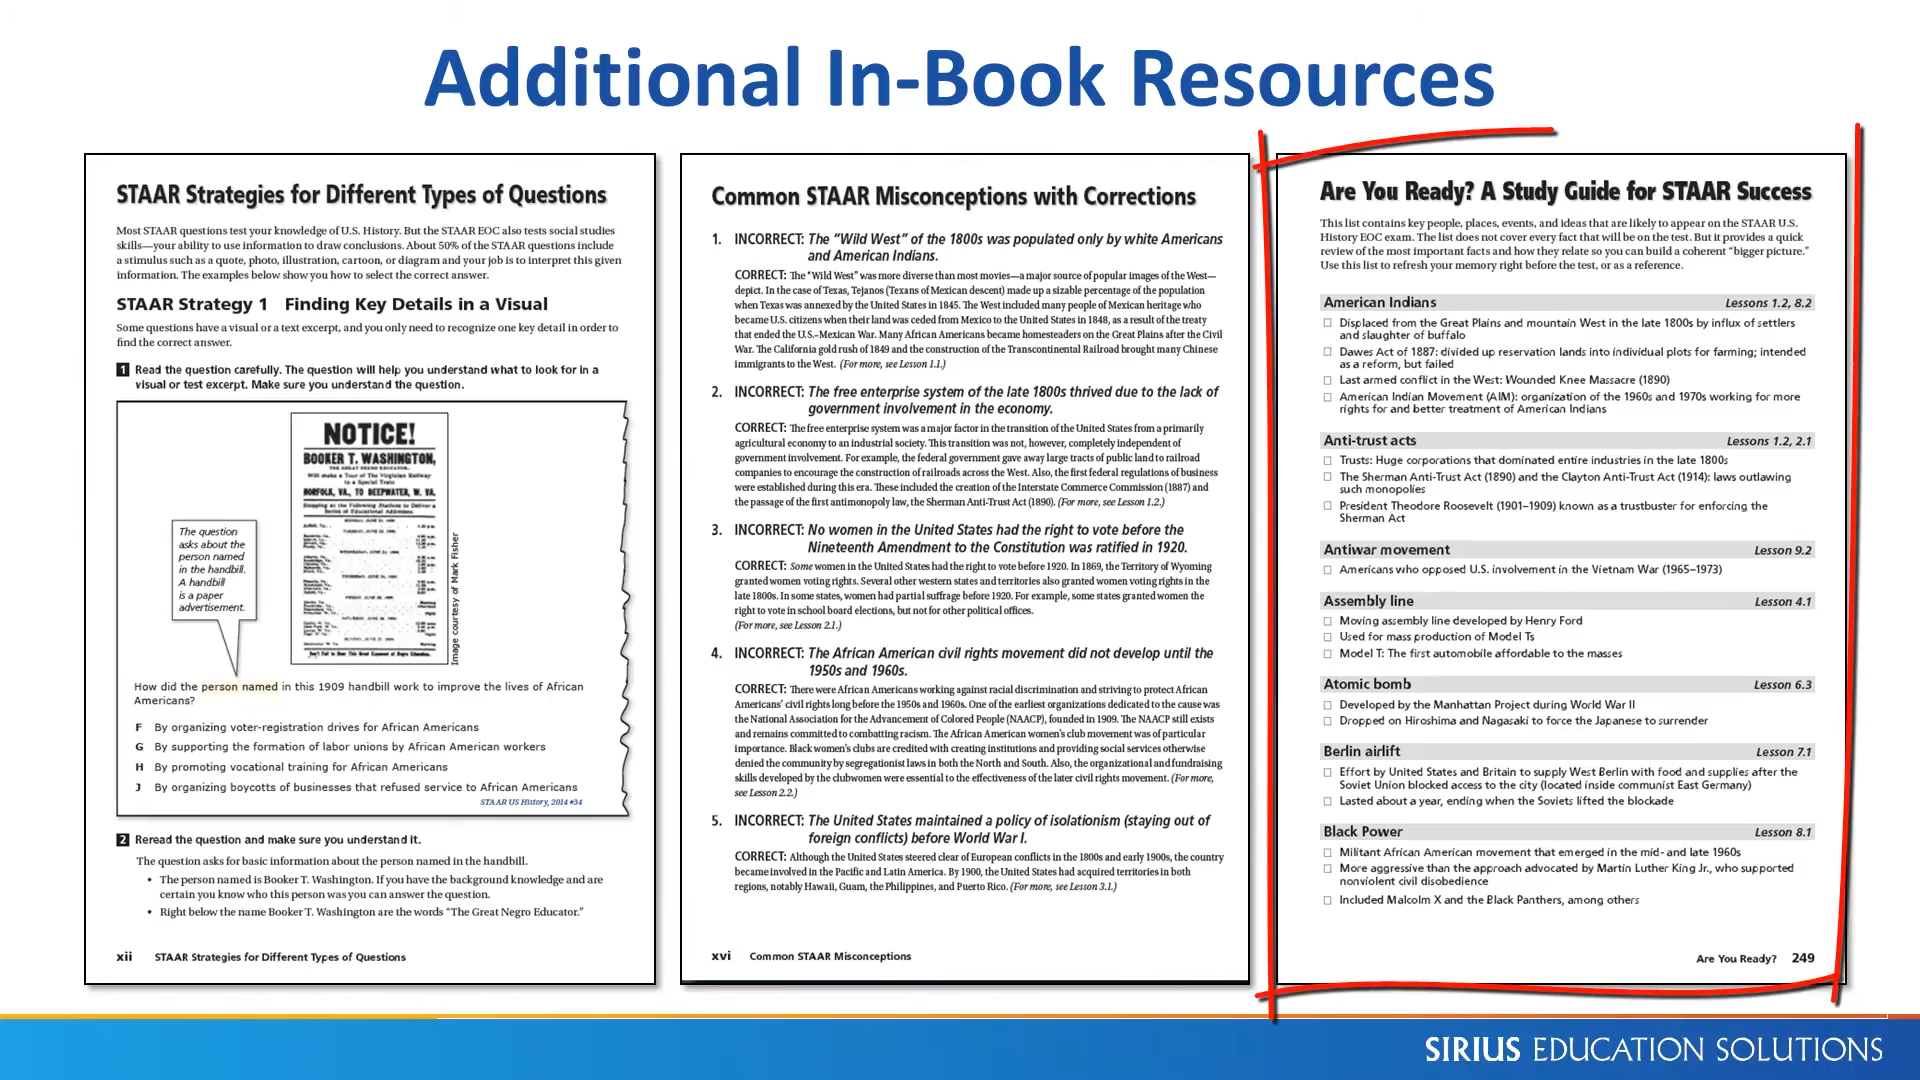 Additional In-Book Resources
STAAR Strategies for Different Types of Questions
Most STAAR questions test your knowledge of U.S. History. But the STAAR EOC also tests social studies
skills—your ability to use information to draw conclusions. About 50% of the STAAR questions include
a stimulus such as a quote, photo, illustration, cartoon, or diagram and your job is to interpret this given
information. The examples below show you how to select the correct answer.
STAAR Strategy 1 Finding Key Details in a Visual
Some questions have a visual or a text excerpt, and you only need to recognize one key detail in order to
find the correct answer.
1 Read the question carefully. The question will help you understand what to look for in a
visual or test excerpt. Make sure you understand the question.
NOTICE!
BOOKER T. WASHINGTON,
THE GREAT NEGRO EDUCATOR,
Will make a Tour of The Virginian Railway
in a Special Train
NORFOLK, VA., TO DEEPWATER, W. VA.
Stopping at the Following Stations to Deliver a
Series of Educational Addresses.
The question
asks about the
person named
in the handbill.
A handbill
is a paper
advertisement.
Image courtesy of Mark Fisher
How did the person named in this 1909 handbill work to improve the lives of African
Americans?
F By organizing voter-registration drives for African Americans
G By supporting the formation of labor unions by African American workers
H By promoting vocational training for African Americans
J By organizing boycotts of businesses that refused service to African Americans
STAAR US History, 2014 #34
2 Reread the question and make sure you understand it.
The question asks for basic information about the person named in the handbill.
• The person named is Booker T. Washington. If you have the background knowledge and are
certain you know who this person was you can answer the question.
• Right below the name Booker T. Washington are the words “The Great Negro Educator.”
xii STAAR Strategies for Different Types of Questions
Common STAAR Misconceptions with Corrections
1. INCORRECT: The “Wild West” of the 1800s was populated only by white Americans
and American Indians.
CORRECT: The “Wild West” was more diverse than most movies—a major source of popular images of the West—
depict. In the case of Texas, Tejanos (Texans of Mexican descent) made up a sizable percentage of the population
when Texas was annexed by the United States in 1845. The West included many people of Mexican heritage who
became U.S. citizens when their land was ceded from Mexico to the United States in 1848, as a result of the treaty
that ended the U.S.–Mexican War. Many African Americans became homesteaders on the Great Plains after the Civil
War. The California gold rush of 1849 and the construction of the Transcontinental Railroad brought many Chinese
immigrants to the West. (For more, see Lesson 1.1.)
2. INCORRECT: The free enterprise system of the late 1800s thrived due to the lack of
government involvement in the economy.
CORRECT: The free enterprise system was a major factor in the transition of the United States from a primarily
agricultural economy to an industrial society. This transition was not, however, completely independent of
government involvement. For example, the federal government gave away large tracts of public land to railroad
companies to encourage the construction of railroads across the West. Also, the first federal regulations of business
were established during this era. These included the creation of the Interstate Commerce Commission (1887) and
the passage of the first antimonopoly law, the Sherman Anti-Trust Act (1890). (For more, see Lesson 1.2.)
3. INCORRECT: No women in the United States had the right to vote before the
Nineteenth Amendment to the Constitution was ratified in 1920.
CORRECT: Some women in the United States had the right to vote before 1920. In 1869, the Territory of Wyoming
granted women voting rights. Several other western states and territories also granted women voting rights in the
late 1800s. In some states, women had partial suffrage before 1920. For example, some states granted women the
right to vote in school board elections, but not for other political offices.
(For more, see Lesson 2.1.)
4. INCORRECT: The African American civil rights movement did not develop until the
1950s and 1960s.
CORRECT: There were African Americans working against racial discrimination and striving to protect African
Americans’ civil rights long before the 1950s and 1960s. One of the earliest organizations dedicated to the cause was
the National Association for the Advancement of Colored People (NAACP), founded in 1909. The NAACP still exists
and remains committed to combatting racism. The African American women’s club movement was of particular
importance. Black women’s clubs are credited with creating institutions and providing social services otherwise
denied the community by segregationist laws in both the North and South. Also, the organizational and fundraising
skills developed by the clubwomen were essential to the effectiveness of the later civil rights movement. (For more,
see Lesson 2.2.)
5. INCORRECT: The United States maintained a policy of isolationism (staying out of
foreign conflicts) before World War I.
CORRECT: Although the United States steered clear of European conflicts in the 1800s and early 1900s, the country
became involved in the Pacific and Latin America. By 1900, the United States had acquired territories in both
regions, notably Hawaii, Guam, the Philippines, and Puerto Rico. (For more, see Lesson 3.1.)
xvi Common STAAR Misconceptions
Are You Ready? A Study Guide for STAAR Success
This list contains key people, places, events, and ideas that are likely to appear on the STAAR U.S.
History EOC exam. The list does not cover every fact that will be on the test. But it provides a quick
review of the most important facts and how they relate so you can build a coherent “bigger picture.”
Use this list to refresh your memory right before the test, or as a reference.
American Indians Lessons 1.2, 8.2
Displaced from the Great Plains and mountain West in the late 1800s by influx of settlers
and slaughter of buffalo
Dawes Act of 1887: divided up reservation lands into individual plots for farming; intended
as a reform, but failed
Last armed conflict in the West: Wounded Knee Massacre (1890)
American Indian Movement (AIM): organization of the 1960s and 1970s working for more
rights for and better treatment of American Indians
Anti-trust acts Lessons 1.2, 2.1
Trusts: Huge corporations that dominated entire industries in the late 1800s
The Sherman Anti-Trust Act (1890) and the Clayton Anti-Trust Act (1914): laws outlawing
such monopolies
President Theodore Roosevelt (1901–1909) known as a trustbuster for enforcing the
Sherman Act
Antiwar movement Lesson 9.2
Americans who opposed U.S. involvement in the Vietnam War (1965–1973)
Assembly line Lesson 4.1
Moving assembly line developed by Henry Ford
Used for mass production of Model Ts
Model T: The first automobile affordable to the masses
Atomic bomb Lesson 6.3
Developed by the Manhattan Project during World War II
Dropped on Hiroshima and Nagasaki to force the Japanese to surrender
Berlin airlift Lesson 7.1
Effort by United States and Britain to supply West Berlin with food and supplies after the
Soviet Union blocked access to the city (located inside communist East Germany)
Lasted about a year, ending when the Soviets lifted the blockade
Black Power Lesson 8.1
Militant African American movement that emerged in the mid- and late 1960s
More aggressive than the approach advocated by Martin Luther King Jr., who supported
nonviolent civil disobedience
Included Malcolm X and the Black Panthers, among others
Are You Ready? 249
SIRIUS EDUCATION SOLUTIONS